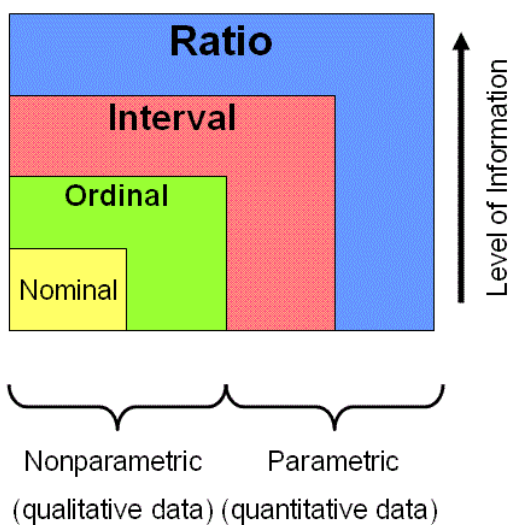 Ratio
Interval
Ordinal
Nominal
Level of Information
Nonparametric
(qualitative data)
Parametric
(quantitative data)